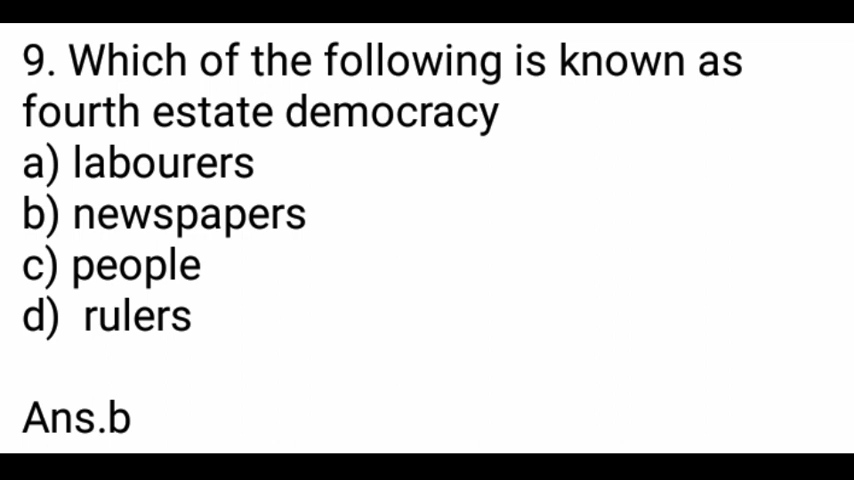 9. Which of the following is known as
fourth estate democracy
a) labourers
b) newspapers
c) people
d) rulers
Ans.b